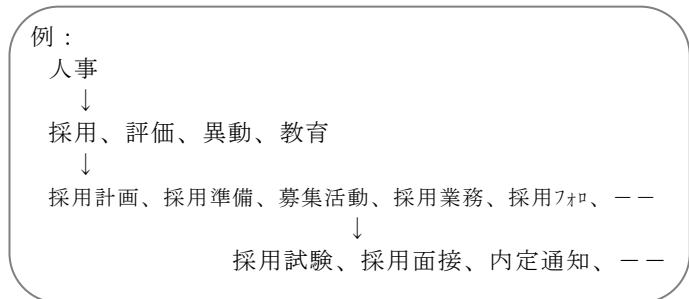 例：
人事
↓
採用、評価、異動、教育
↓
採用計画、採用準備、募集活動、採用業務、採用ﾌｫﾛ、－－
↓
採用試験、採用面接、内定通知、－－